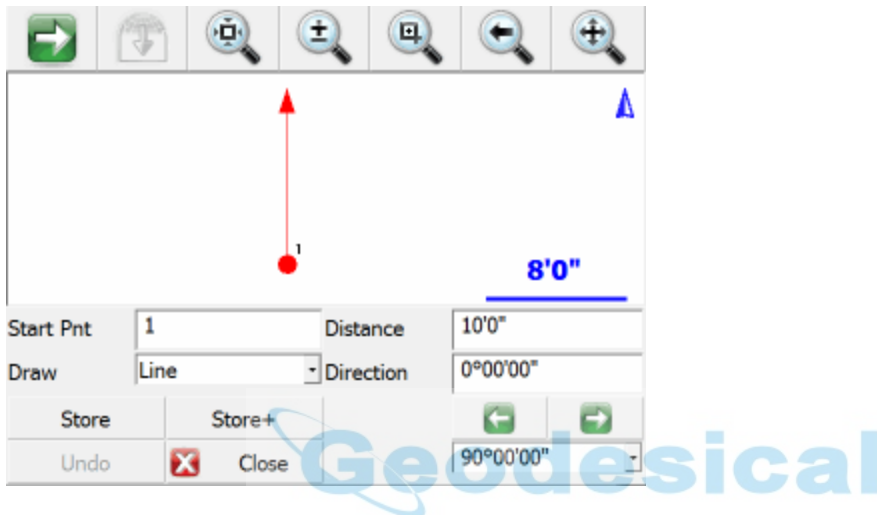 1
8'0"
Start Pnt 1 Distance 10'0"
Draw Line Direction 0°00'00"
Store Store+
Undo Close 90°00'00"
Geodesical